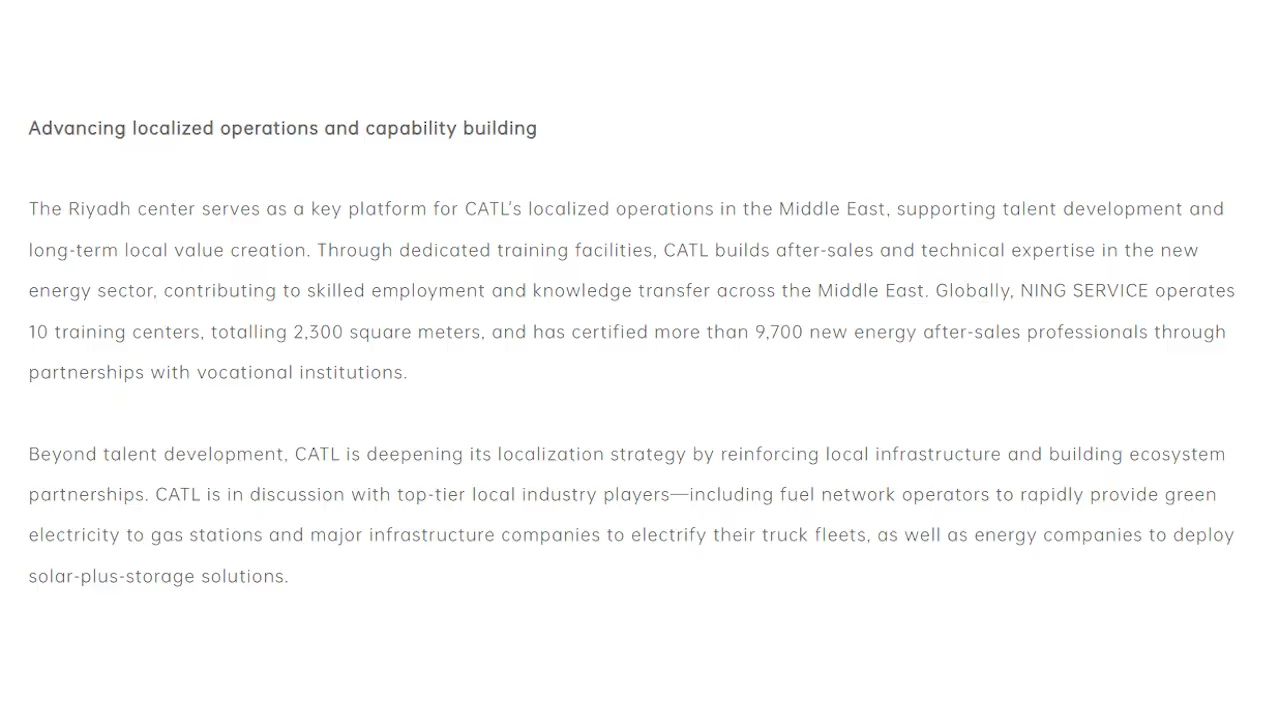 Advancing localized operations and capability building
The Riyadh center serves as a key platform for CATL's localized operations in the Middle East, supporting talent development and
long-term local value creation. Through dedicated training facilities, CATL builds after-sales and technical expertise in the new
energy sector, contributing to skilled employment and knowledge transfer across the Middle East. Globally, NING SERVICE operates
10 training centers, totalling 2,300 square meters, and has certified more than 9,700 new energy after-sales professionals through
partnerships with vocational institutions.
Beyond talent development, CATL is deepening its localization strategy by reinforcing local infrastructure and building ecosystem
partnerships. CATL is in discussion with top-tier local industry players—including fuel network operators to rapidly provide green
electricity to gas stations and major infrastructure companies to electrify their truck fleets, as well as energy companies to deploy
solar-plus-storage solutions.